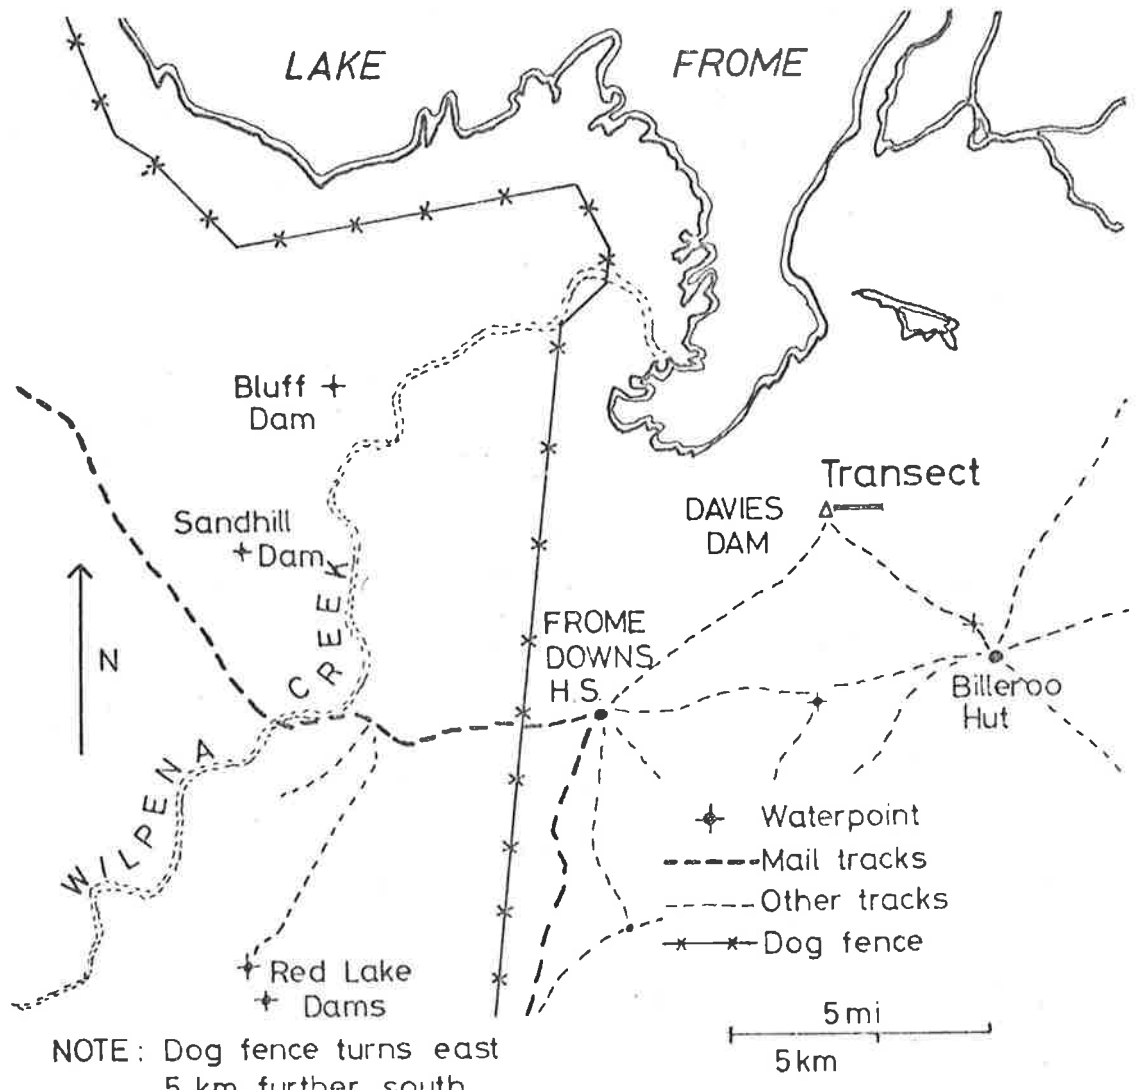 LAKE FROME
Bluff
Dam
Transect
DAVIES
DAM
Sandhill
Dam
FROME
DOWNS
H.S.
N
WILPENA CREEK
Billeroo
Hut
Waterpoint
Mail tracks
Other tracks
Dog fence
Red Lake
Dams
5 mi
5 km
NOTE: Dog fence turns east
5 km further south